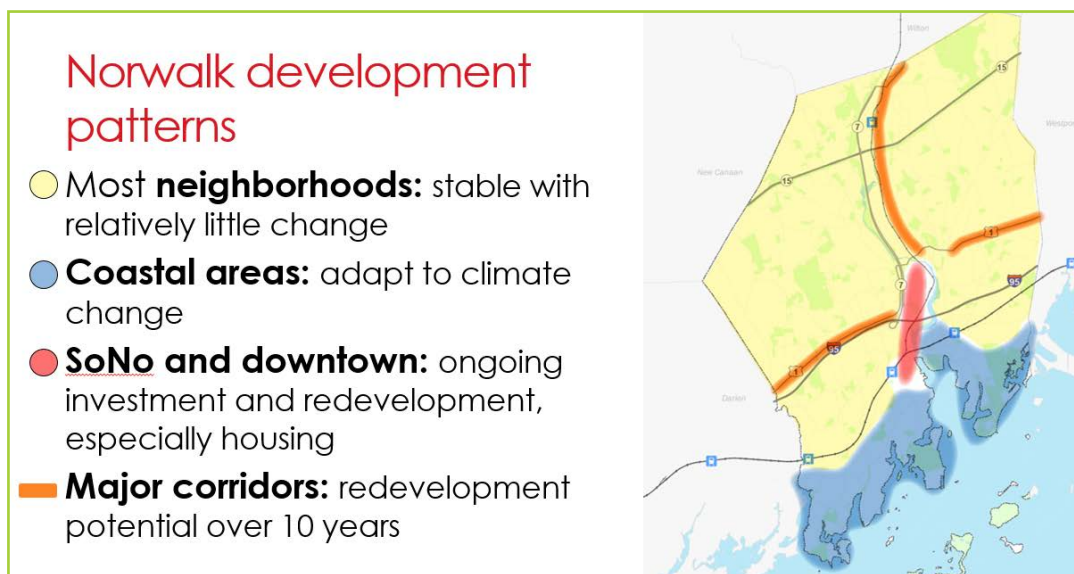 Norwalk development
patterns
Most neighborhoods: stable with
relatively little change
Coastal areas: adapt to climate
change
SoNo and downtown: ongoing
investment and redevelopment,
especially housing
Major corridors: redevelopment
potential over 10 years
Wilton
15
7
Westport
New Canaan
15
1
7
95
95
1
Darien